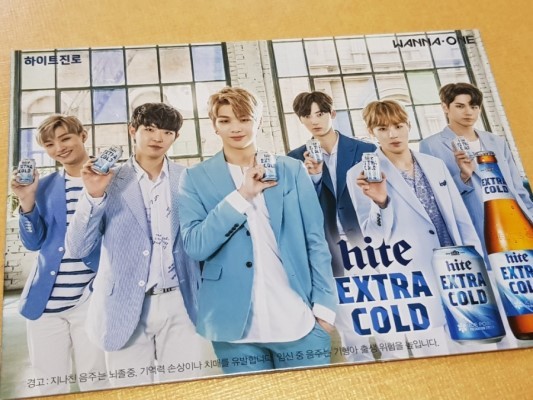 하이트진로
WANNA·ONE
hite
EXTRA
COLD
hite
EXTRA
COLD
EXTRA
COLD
경고 : 지나친 음주는 뇌졸중, 기억력 손상이나 치매를 유발합니다. 임신 중 음주는 기형아 출생 위험을 높입니다.